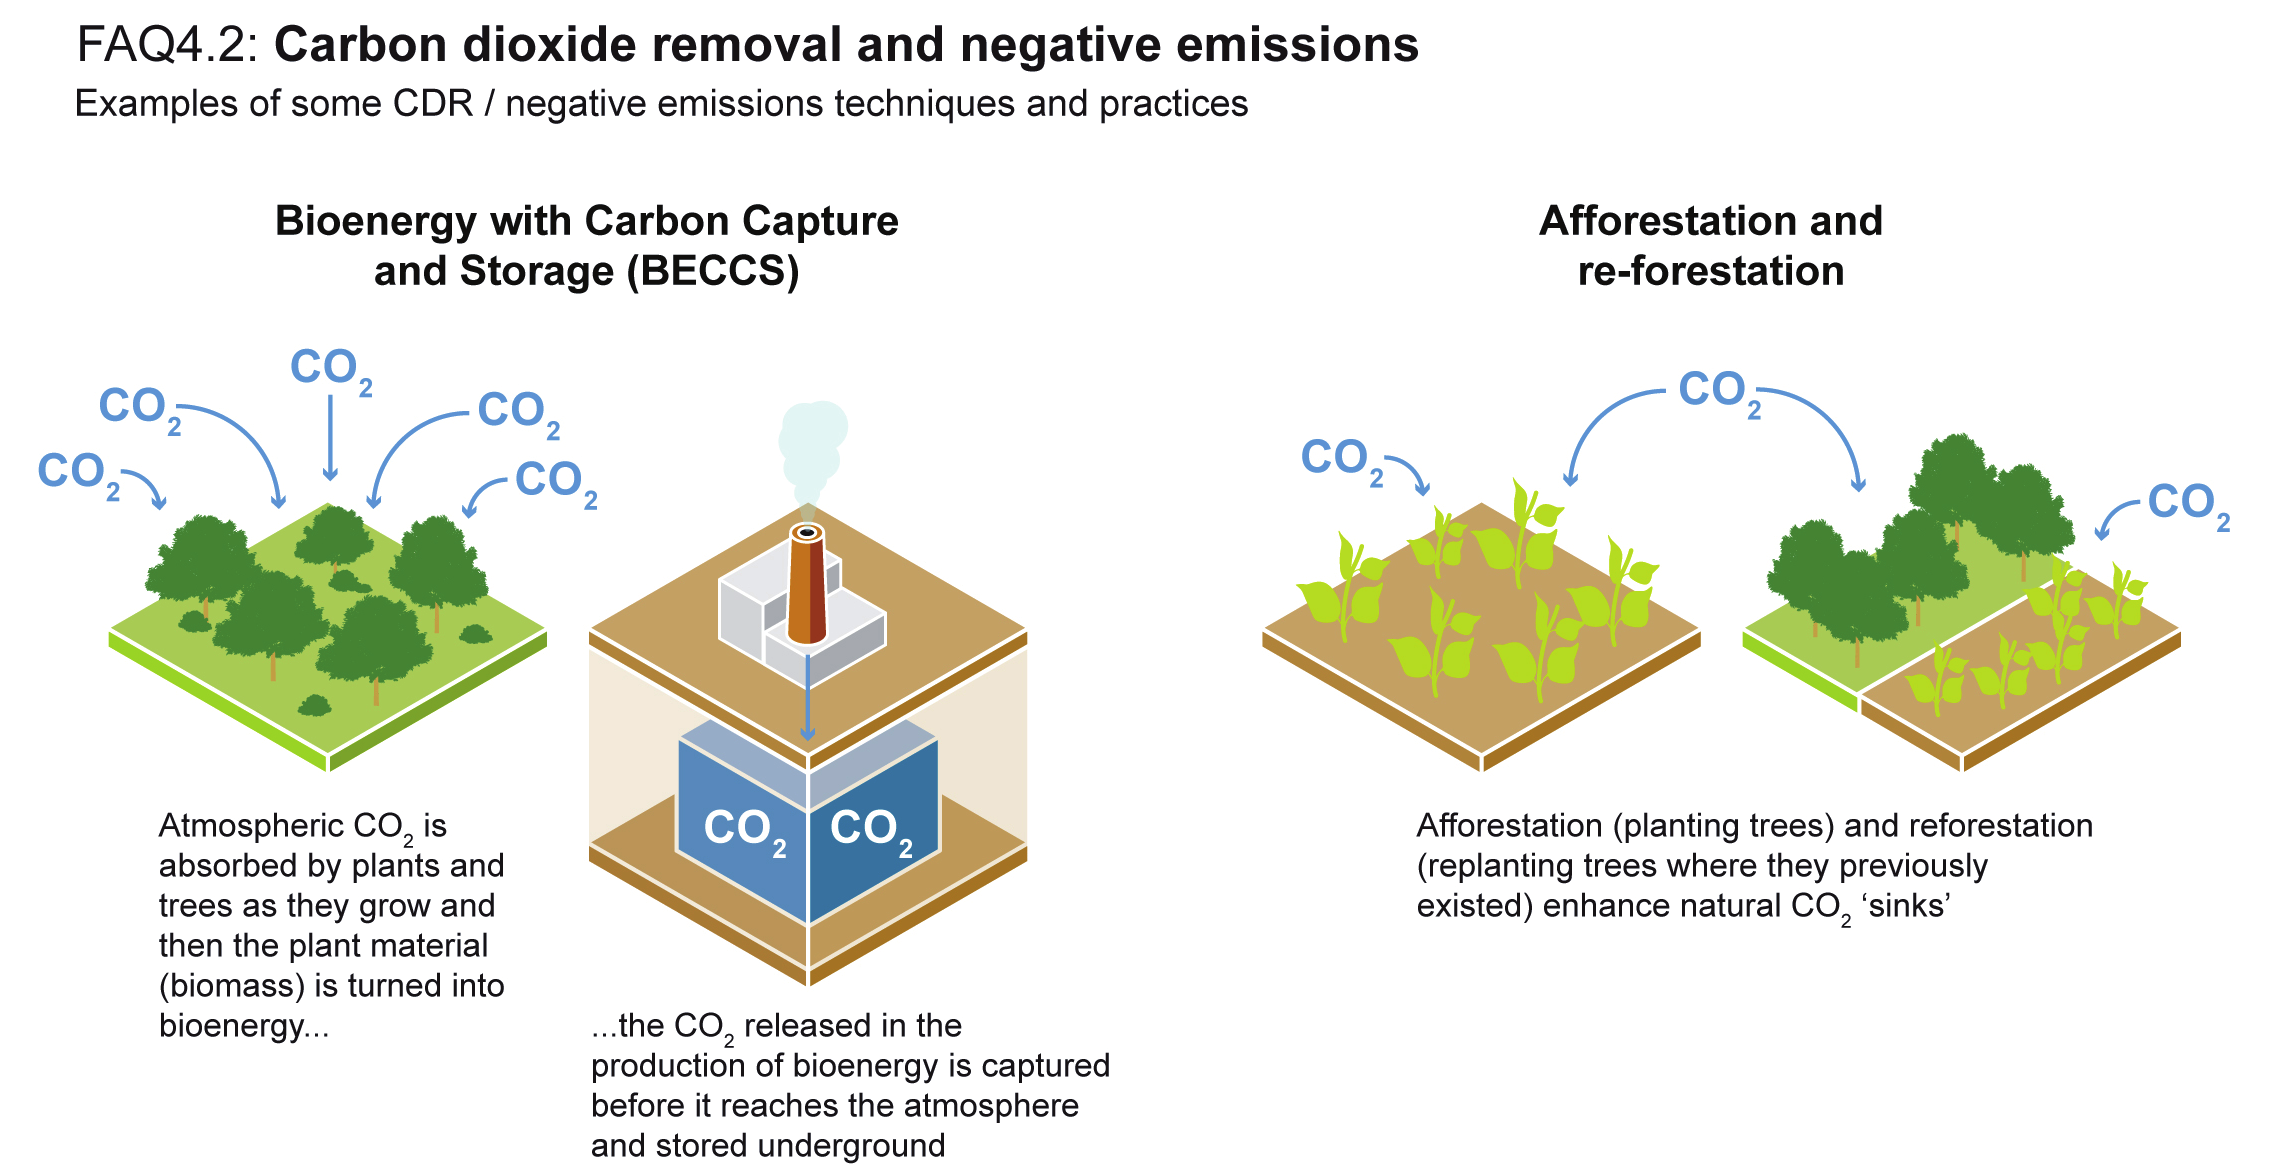 FAQ4.2: Carbon dioxide removal and negative emissions
Examples of some CDR / negative emissions techniques and practices
Bioenergy with Carbon Capture
and Storage (BECCS)
CO₂
CO₂
CO₂
CO₂
CO₂
CO₂
CO₂
Atmospheric CO₂ is
absorbed by plants and
trees as they grow and
then the plant material
(biomass) is turned into
bioenergy...
...the CO₂ released in the
production of bioenergy is captured
before it reaches the atmosphere
and stored underground
Afforestation and
re-forestation
CO₂
CO₂
CO₂
Afforestation (planting trees) and reforestation
(replanting trees where they previously
existed) enhance natural CO₂ ‘sinks’